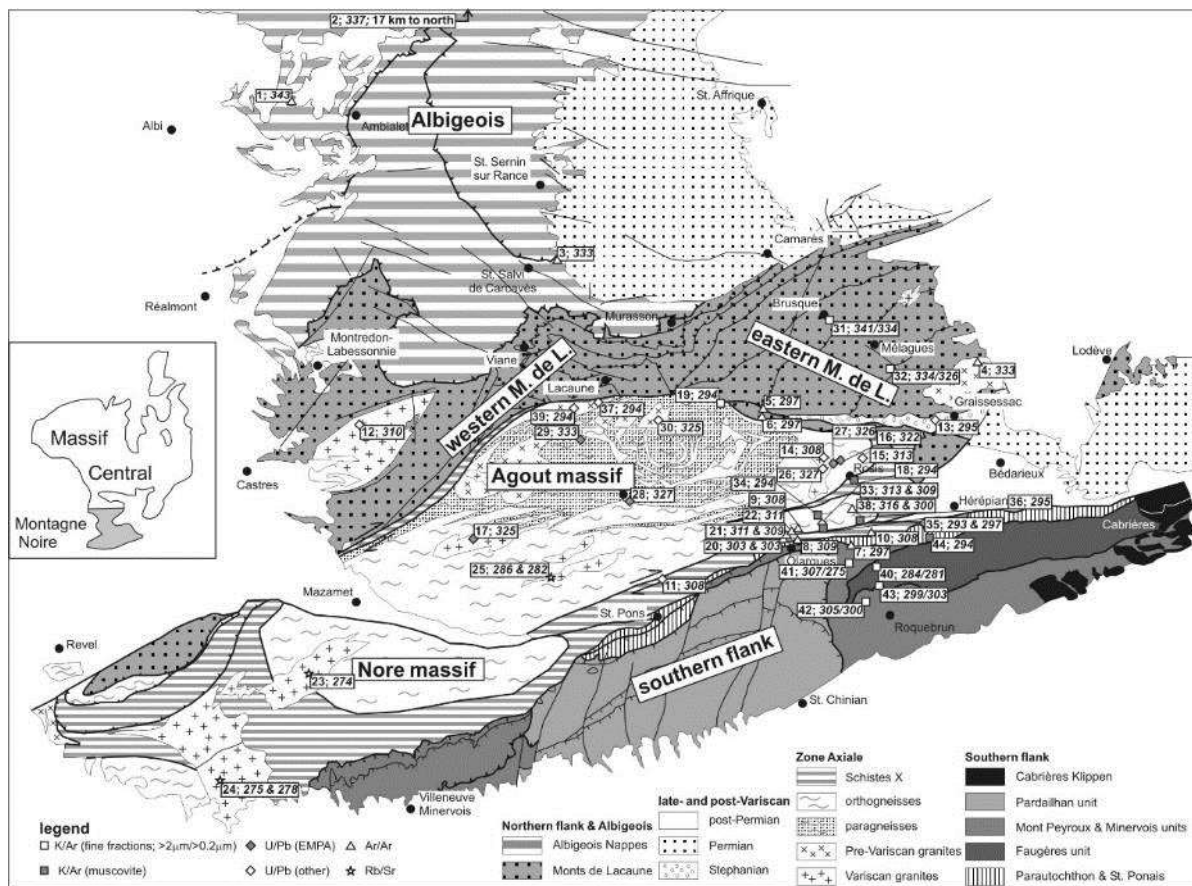 2; 337; 17 km to north
1; 343
Albi
Ambialet
Albigeois
St. Affrique
St. Sernin
sur Rance
3; 333
Camarès
St. Salvi
de Carcavès
Réalmont
Brusque
Murasson
31; 341/334
Montredon-
Labessonnie
Viane
Mélagues
western M. de L.
eastern M. de L.
Lodève
32; 334/326
4; 333
Lacaune
19; 294
5; 297
Graissessac
39; 294
37; 294
6; 297
27; 326
13; 295
12; 310
29; 333
30; 325
16; 322
14; 308
15; 313
Agout massif
26; 327
Rosis
18; 294
Bédarieux
Castres
34; 294
33; 313 & 309
28; 327
9; 308
38; 316 & 300
Hérépian
36; 295
22; 311
Cabrières
17; 325
21; 311 & 309
35; 293 & 297
10; 308
20; 303 & 303
8; 309
7; 297
44; 294
Olargues
25; 286 & 282
41; 307/275
40; 284/281
11; 308
43; 299/303
Mazamet
42; 305/300
St. Pons
Roquebrun
Revel
Nore massif
southern flank
23; 274
St. Chinian
24; 275 & 278
Villeneuve
Minervois
Massif
Central
Montagne
Noire
legend
K/Ar (fine fractions; >2µm/>0.2µm)
U/Pb (EMPA)
Ar/Ar
K/Ar (muscovite)
U/Pb (other)
Rb/Sr
Northern flank & Albigeois
Albigeois Nappes
Monts de Lacaune
late- and post-Variscan
post-Permian
Permian
Stephanian
Zone Axiale
Schistes X
orthogneisses
paragneisses
Pre-Variscan granites
Variscan granites
Southern flank
Cabrières Klippen
Pardailhan unit
Mont Peyroux & Minervois units
Faugères unit
Parautochthon & St. Ponais